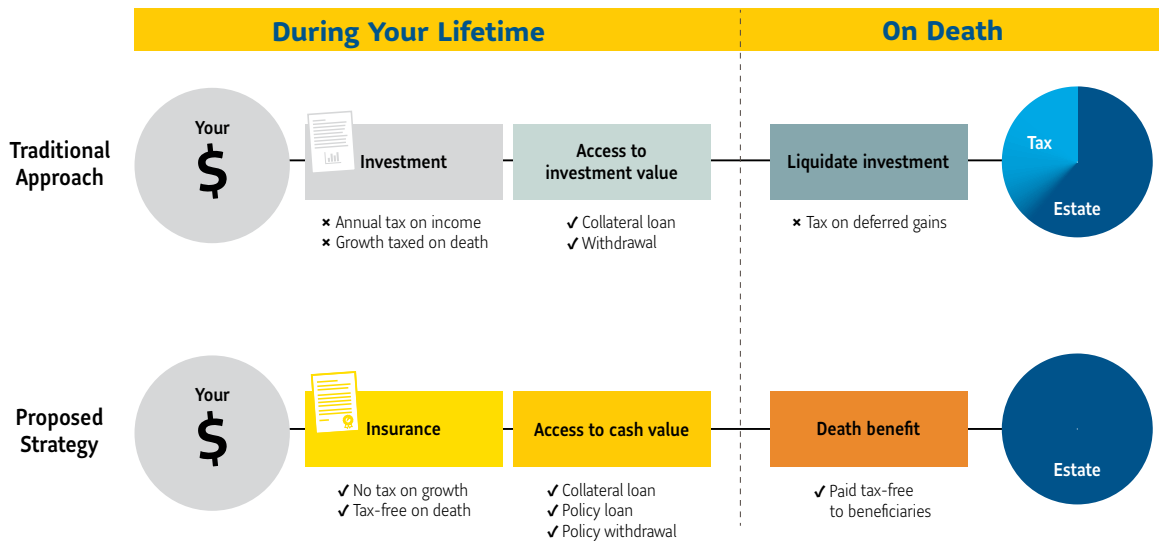 During Your Lifetime
On Death
Traditional
Approach
Your
$
Investment
× Annual tax on income
× Growth taxed on death
Access to
investment value
✓ Collateral loan
✓ Withdrawal
Liquidate investment
× Tax on deferred gains
Tax
Estate
Proposed
Strategy
Your
$
Insurance
✓ No tax on growth
✓ Tax-free on death
Access to cash value
✓ Collateral loan
✓ Policy loan
✓ Policy withdrawal
Death benefit
✓ Paid tax-free
to beneficiaries
Estate